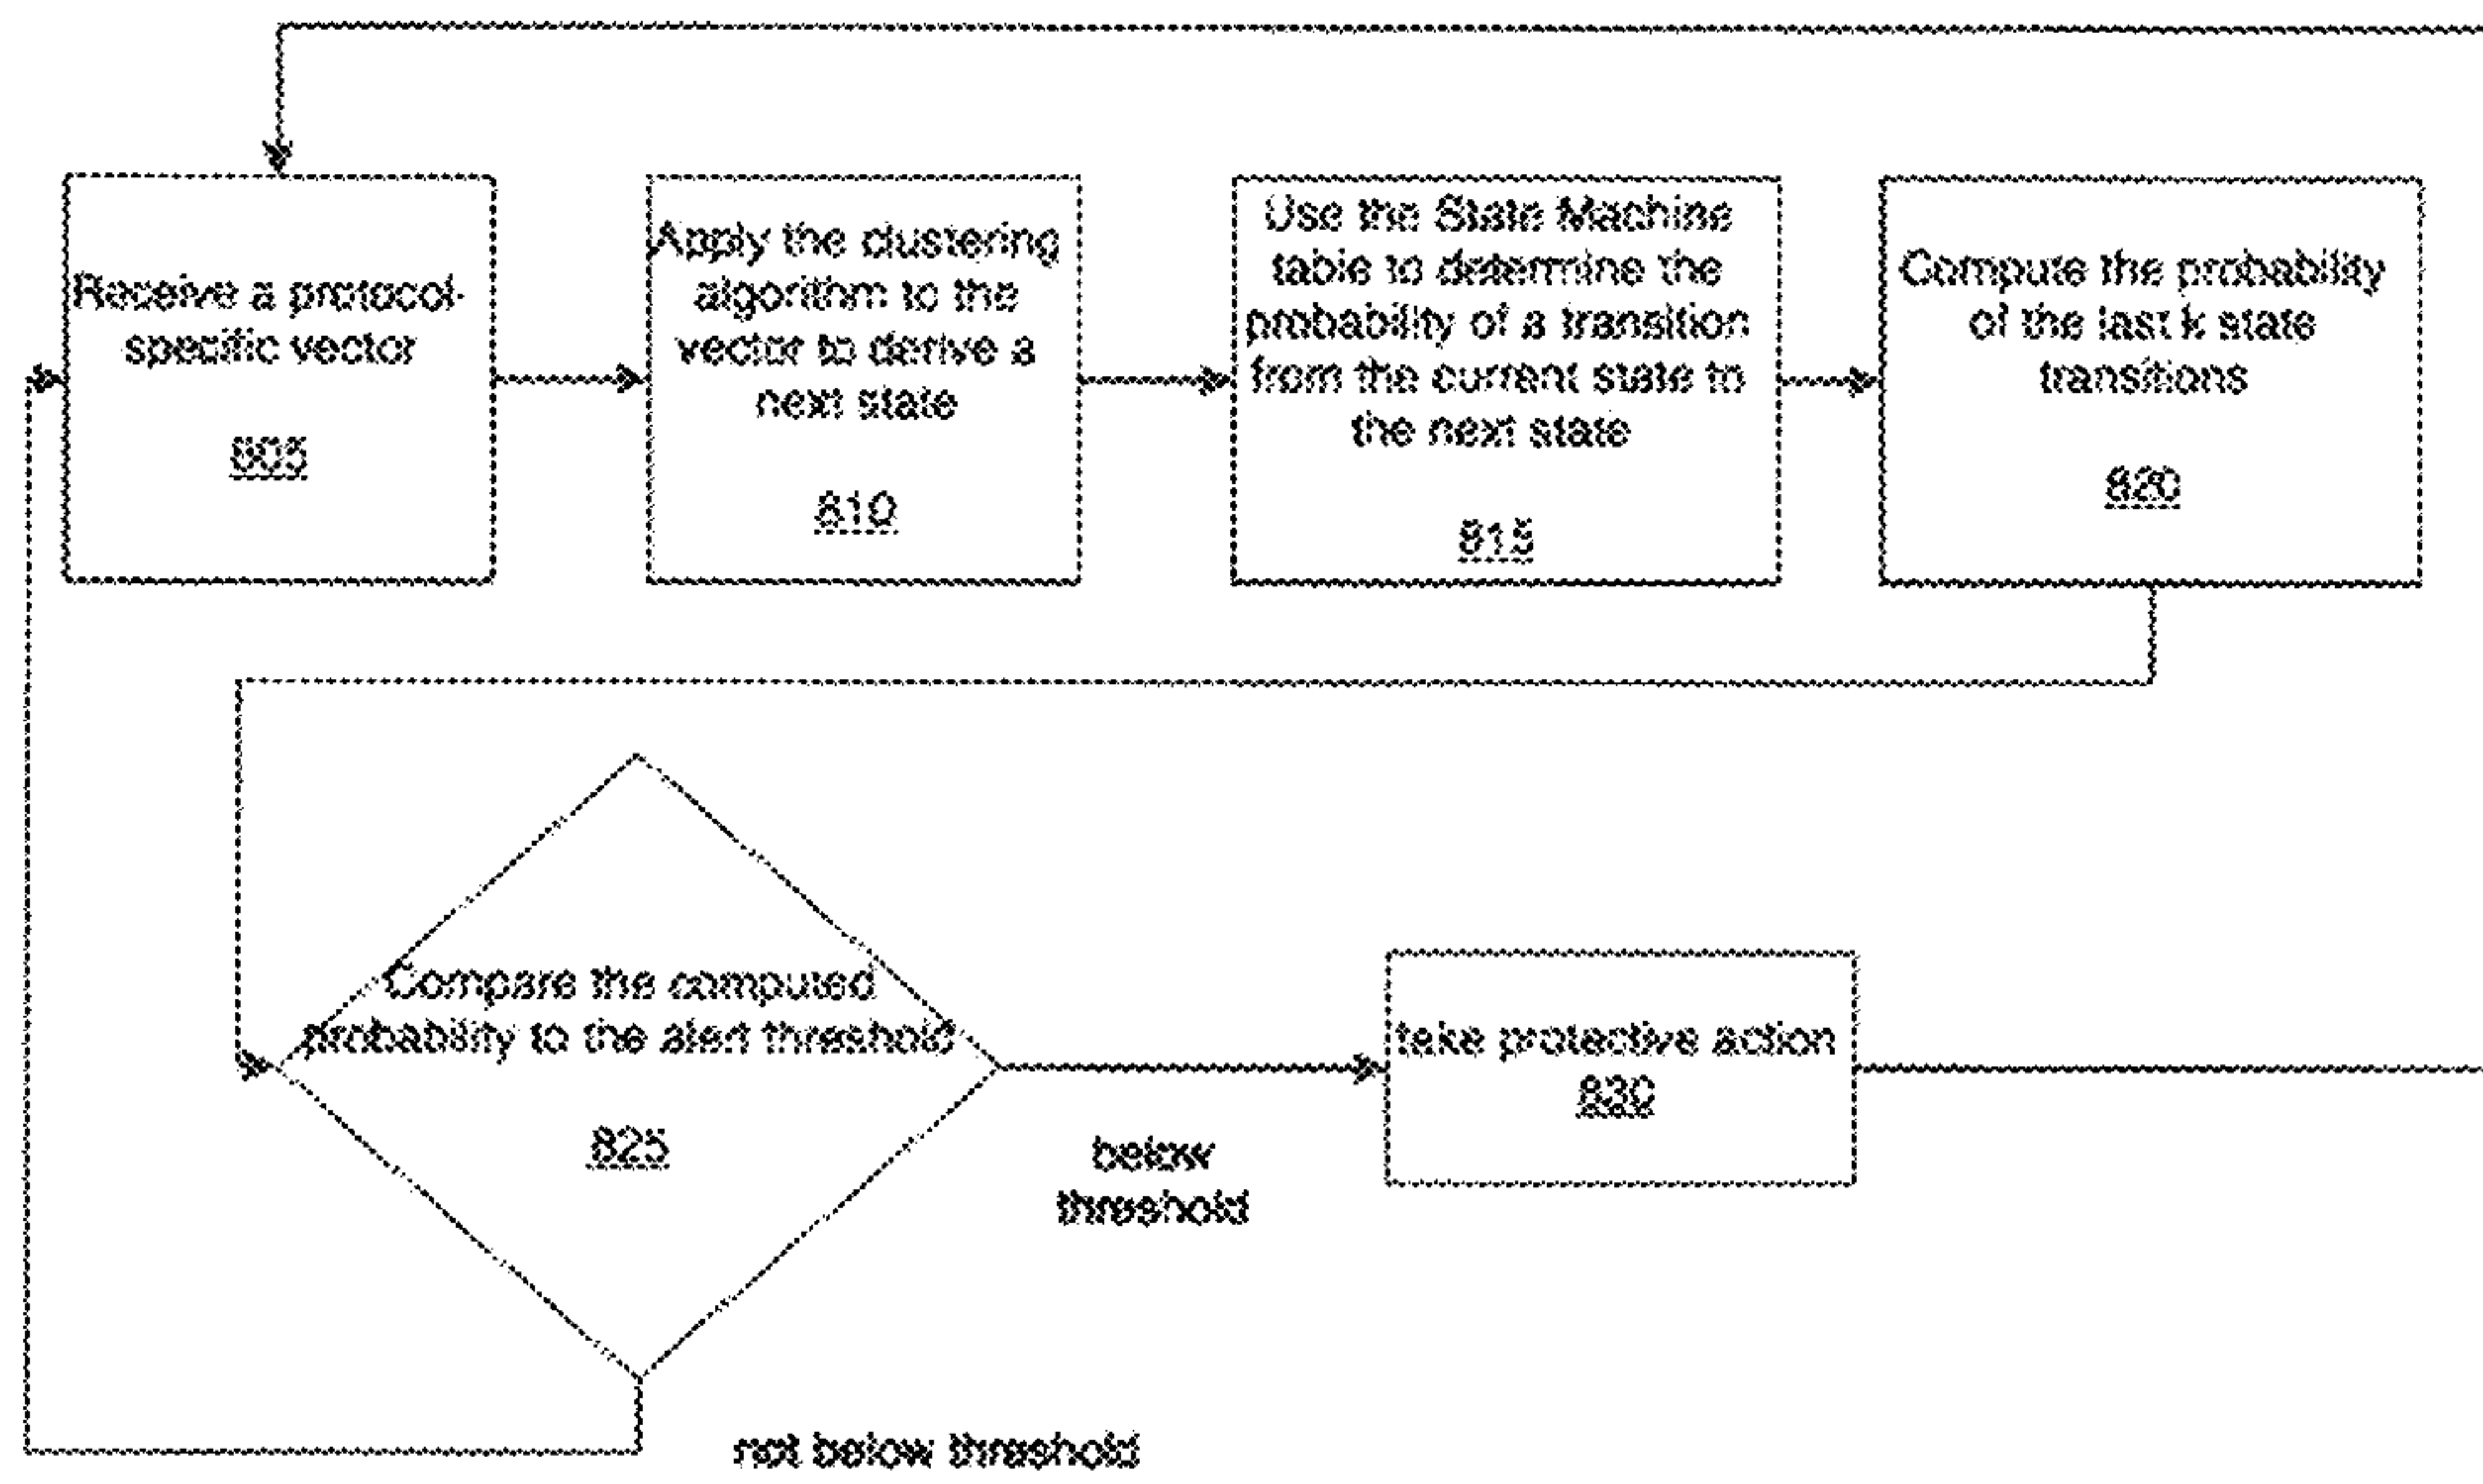 Receive a protocol-
specific vector
805
Apply the clustering
algorithm to the
vector to derive a
next state
810
Use the State Machine
table to determine the
probability of a transition
from the current state to
the next state
815
Compute the probability
of the last k state
transitions
820
Compare the computed
probability to the alert threshold
825
below
threshold
take protective action
830
not below threshold